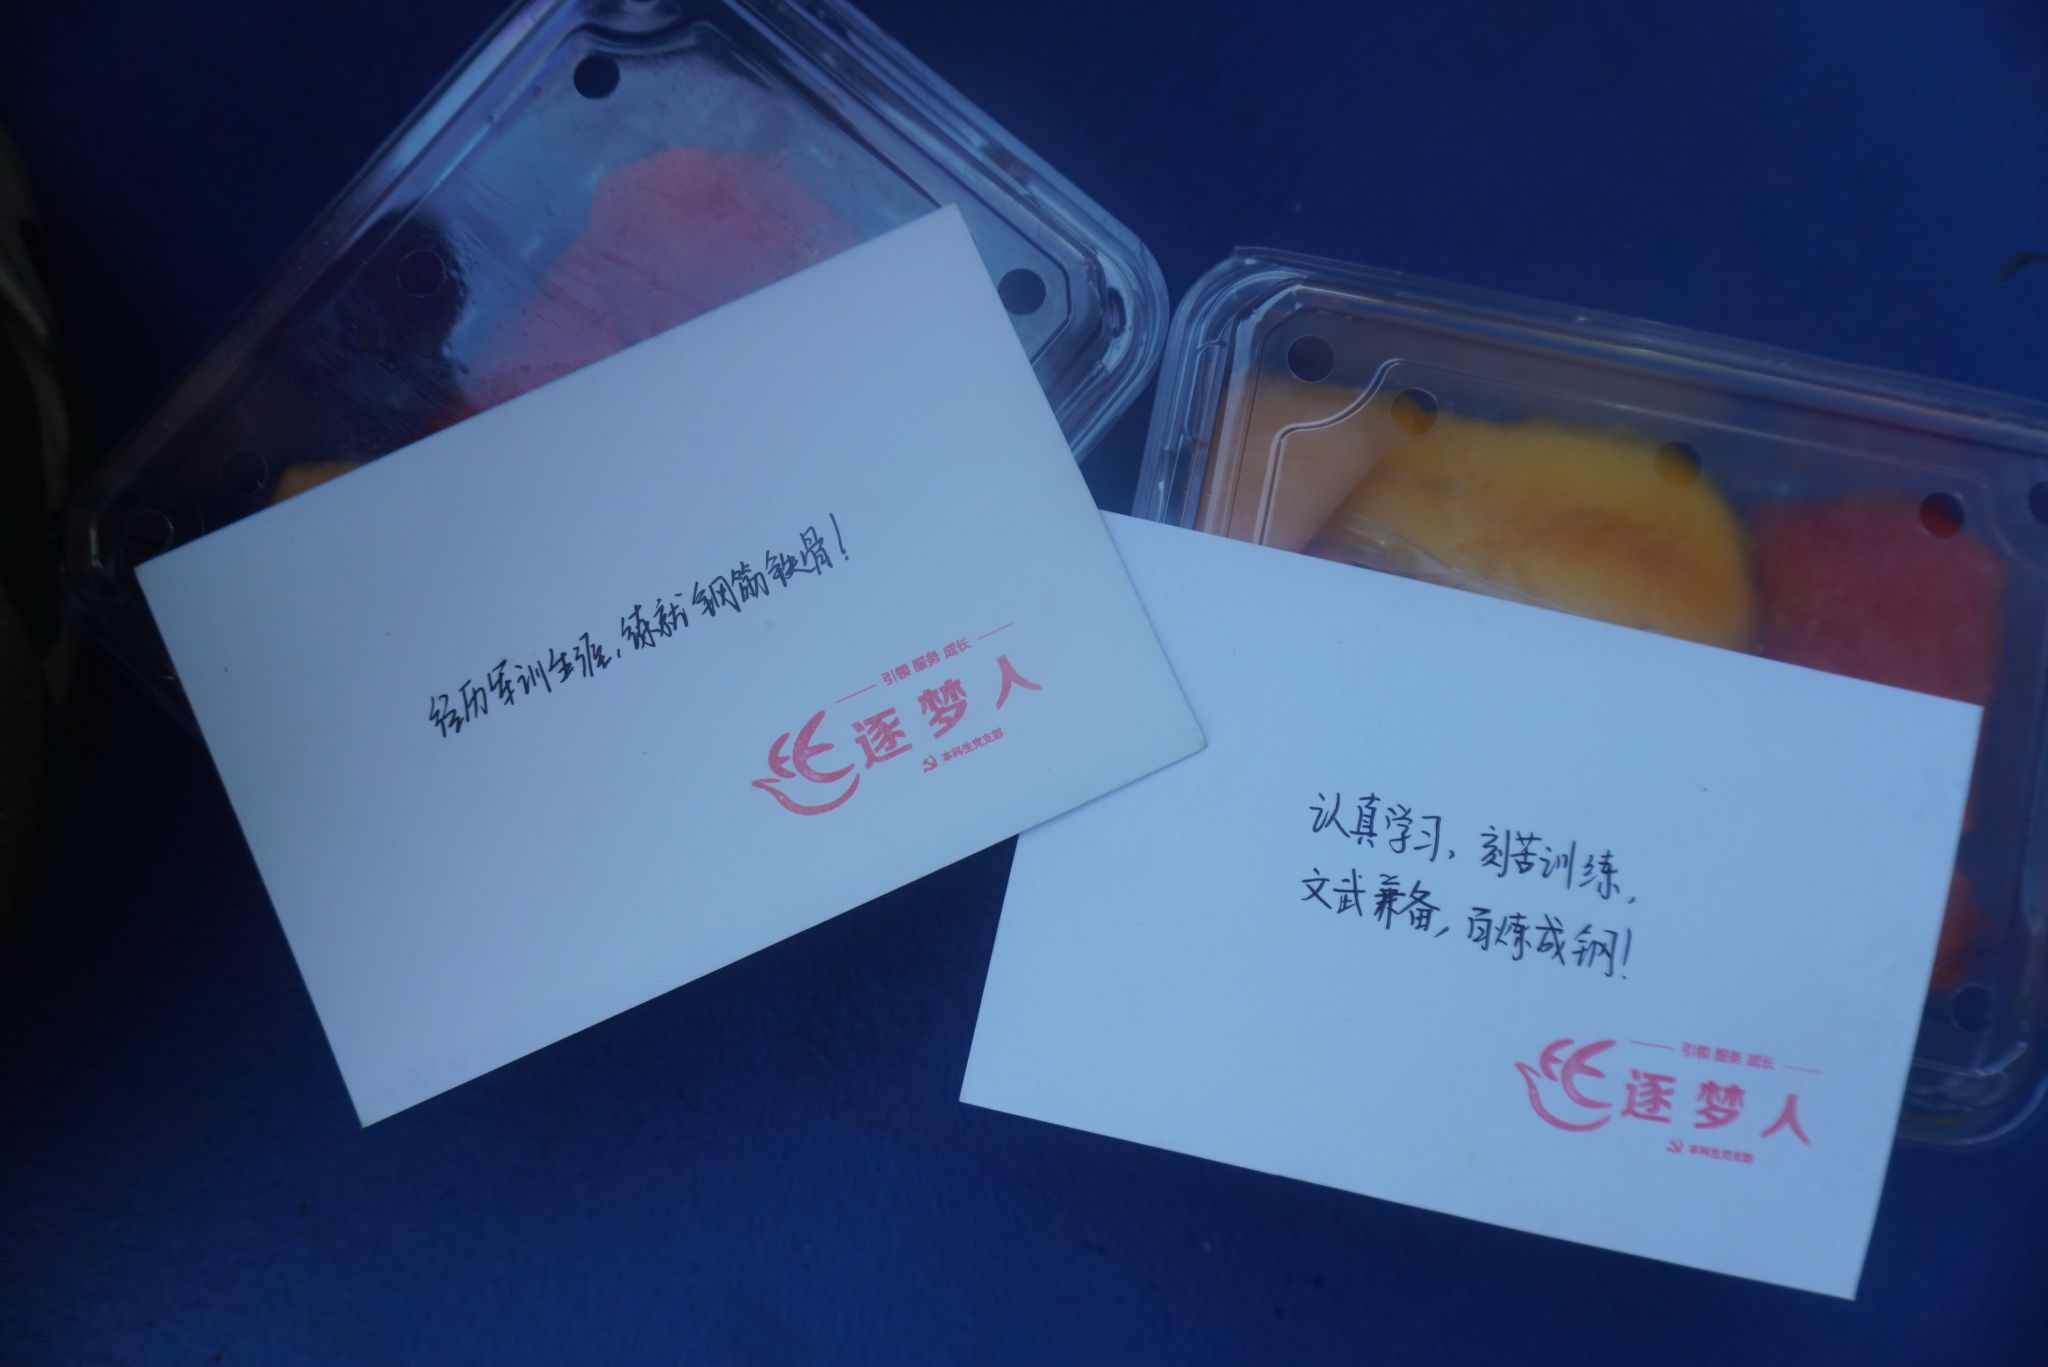 经历军训生涯，练就钢筋铁骨！
引领 服务 成长
逐梦人
本科生党支部
认真学习，刻苦训练，
文武兼备，百炼成钢！
引领 服务 成长
逐梦人
本科生党支部